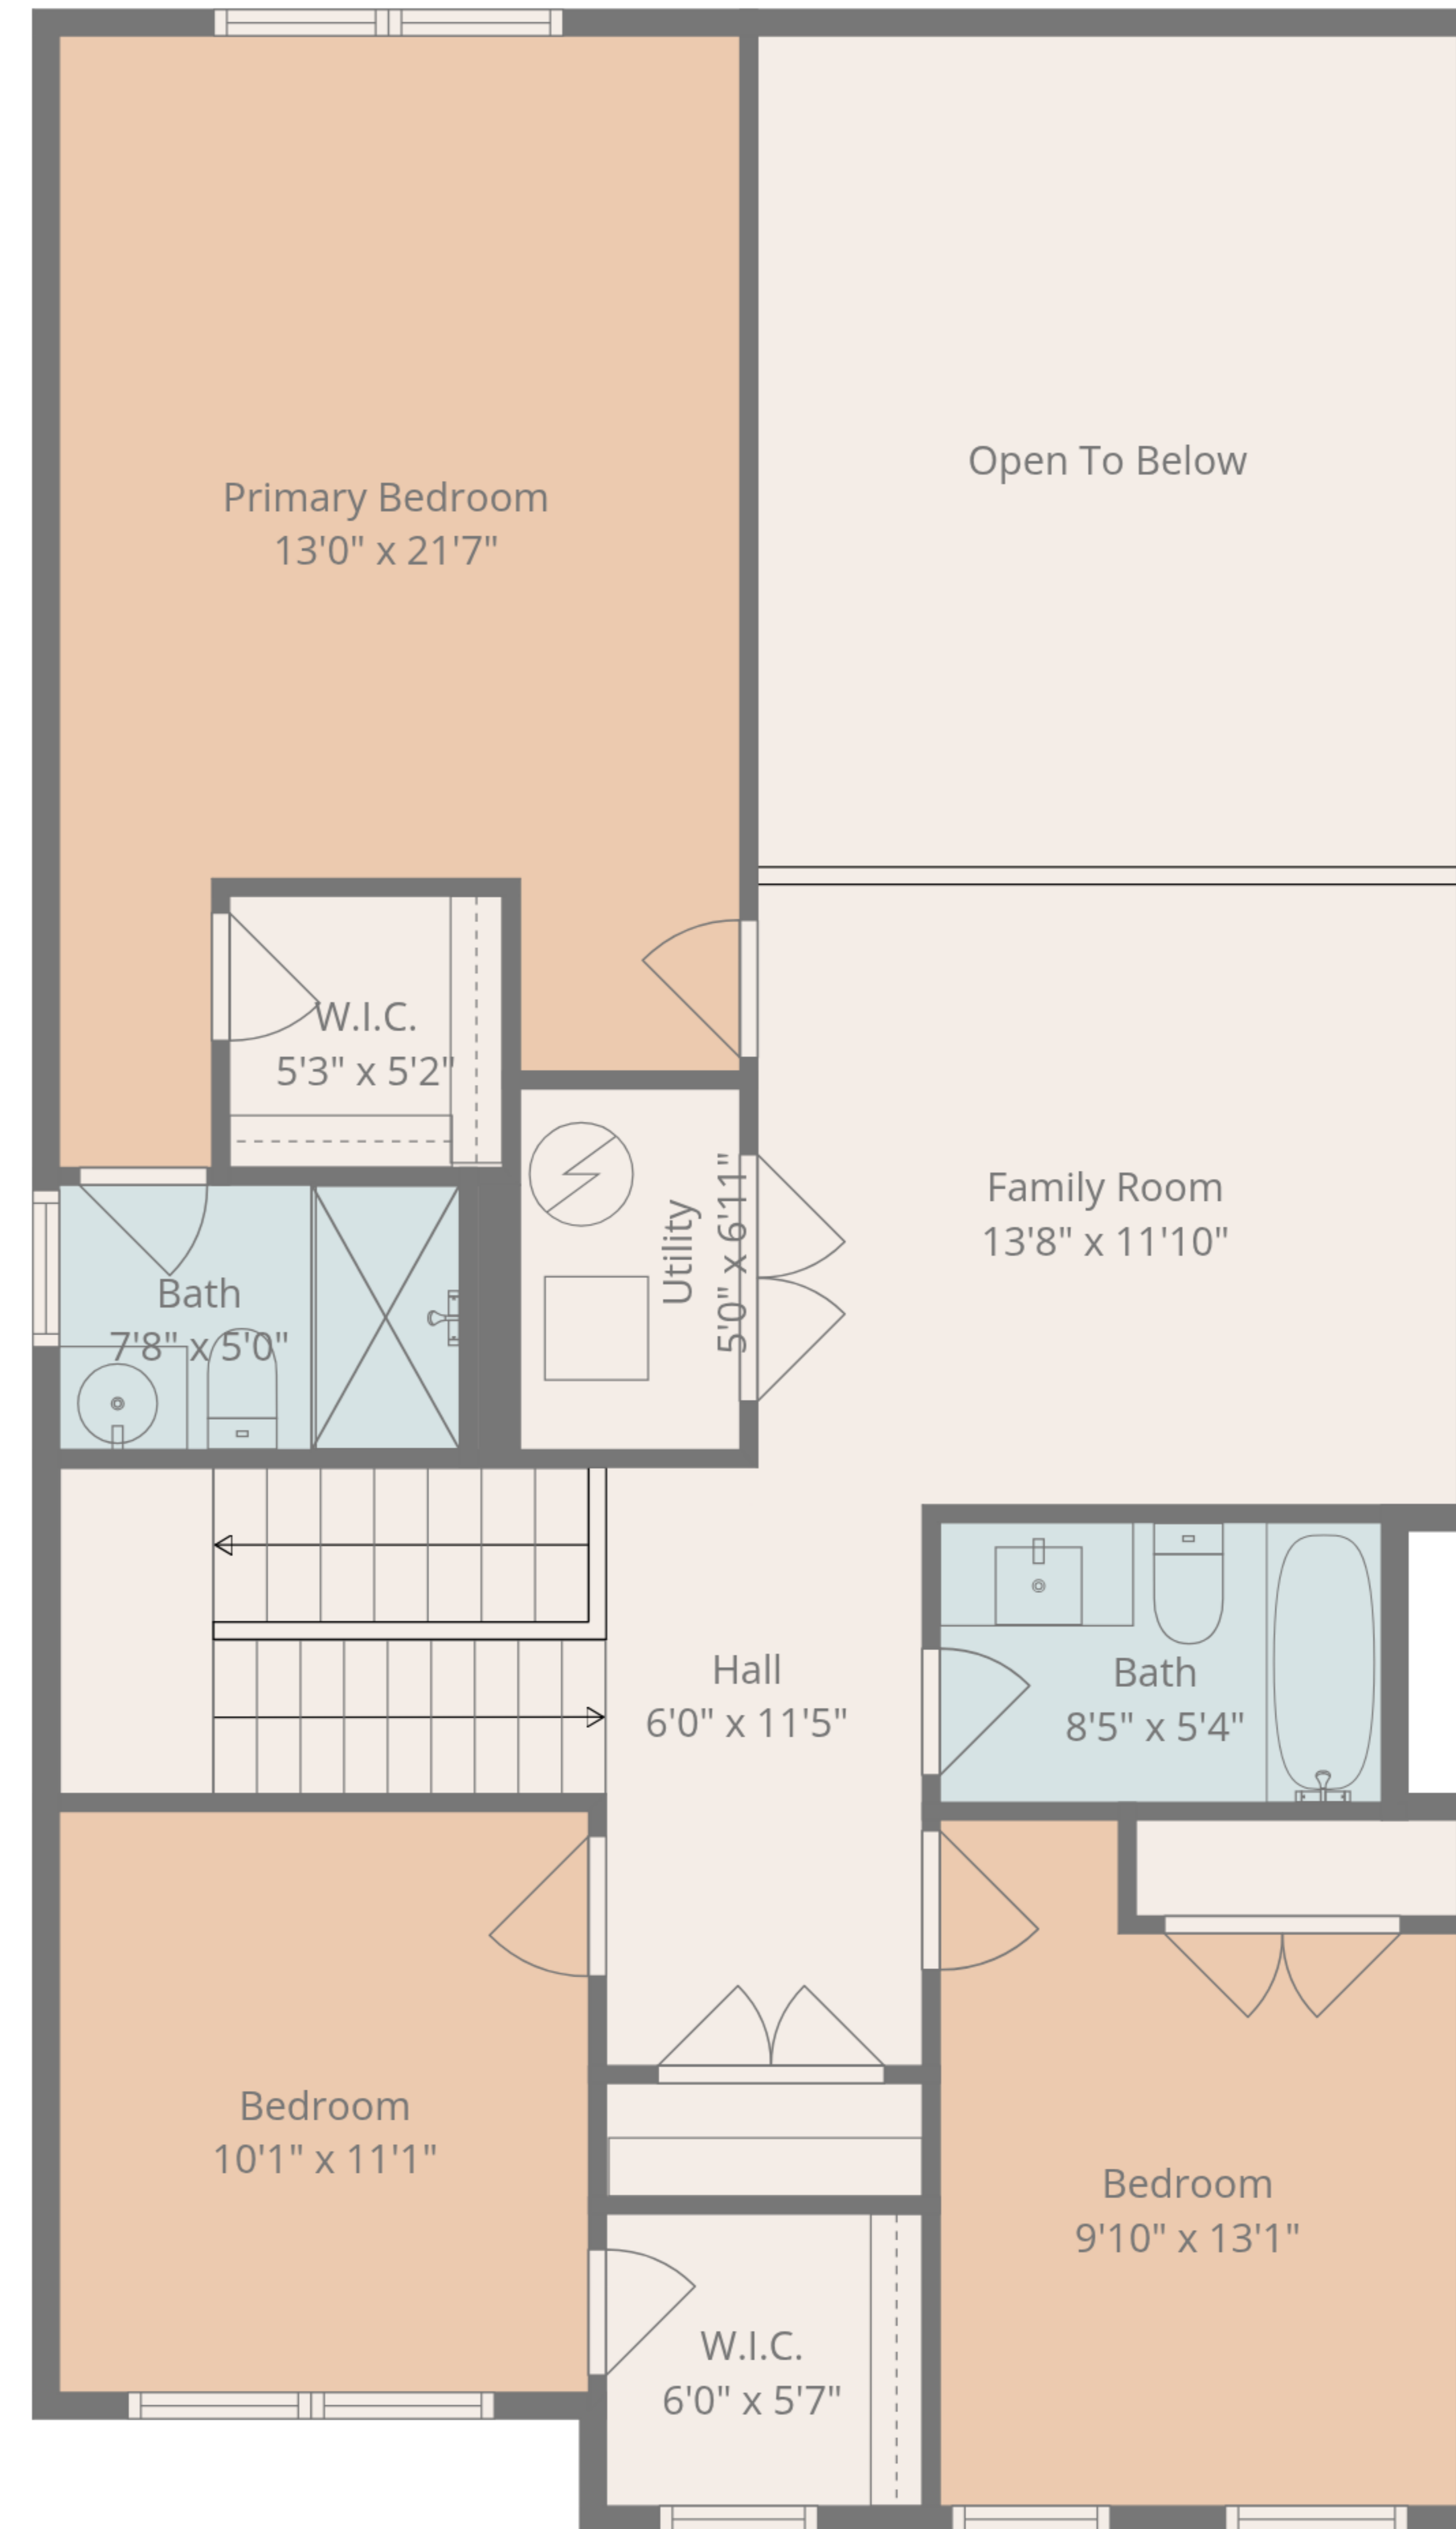 Open To Below
Primary Bedroom
13'0" x 21'7"
W.I.C.
5'3" x 5'2"
Utility
5'0" x 6'11"
Family Room
13'8" x 11'10"
Bath
7'8" x 5'0"
Hall
6'0" x 11'5"
Bath
8'5" x 5'4"
Bedroom
10'1" x 11'1"
Bedroom
9'10" x 13'1"
W.I.C.
6'0" x 5'7"